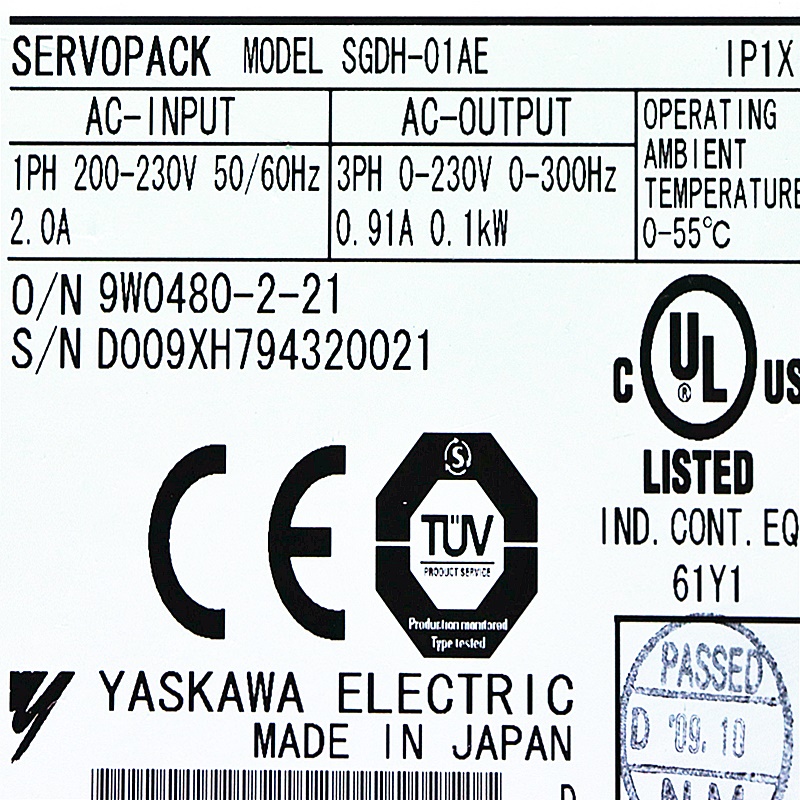 SERVOPACK MODEL SGDH-01AE IP1X
AC-INPUT AC-OUTPUT OPERATING
AMBIENT
TEMPERATURE
0-55℃
1PH 200-230V 50/60Hz 3PH 0-230V 0-300Hz
2.0A 0.91A 0.1kW
O/N 9W0480-2-21
S/N D009XH794320021
C UL ® US
LISTED
IND. CONT. EQ
61Y1
CE
S
TÜV
PRODUCT SERVICE
Production monitored
Type tested
YASKAWA ELECTRIC
MADE IN JAPAN
PASSED
D '09.10